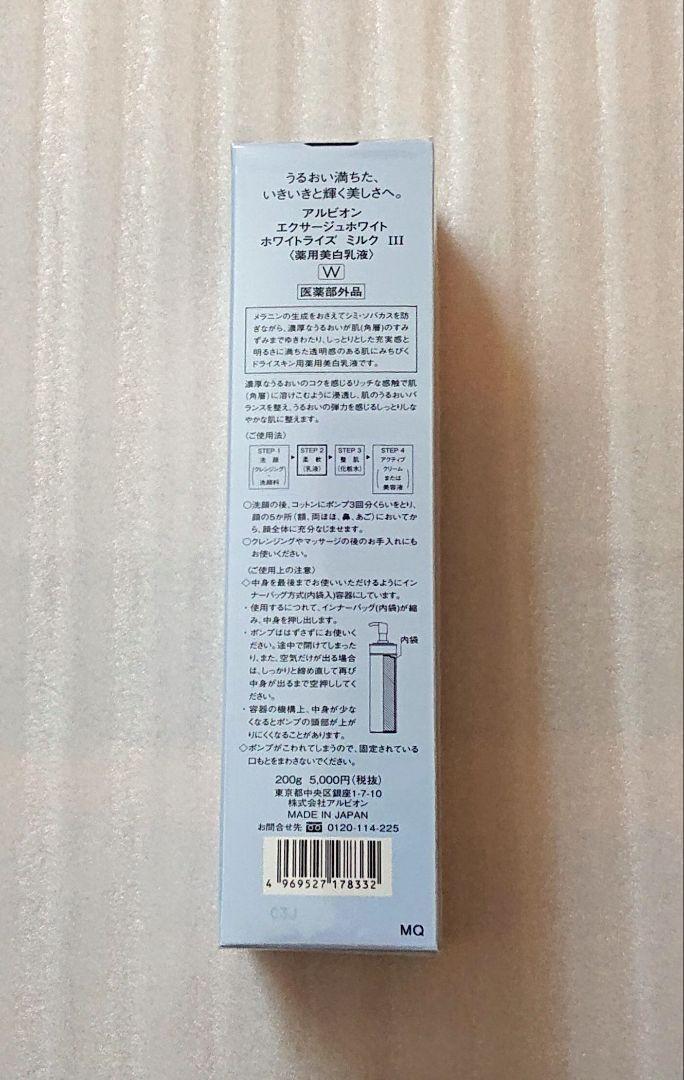 うるおい満ちた、
いきいきと輝く美しさへ。
アルビオン
エクサージュホワイト
ホワイトライズ ミルク III
〈薬用美白乳液〉
W
医薬部外品
メラニンの生成をおさえてシミ・ソバカスを防
ぎながら、濃厚なうるおいが肌(角層)のすみ
ずみまでゆきわたり、しっとりとした充実感と
明るさに満ちた透明感のある肌にみちびく
ドライスキン用薬用美白乳液です。
濃厚なうるおいのコクを感じるリッチな感触で肌
(角層)に溶けこむように浸透し、肌のうるおいバ
ランスを整え、うるおいの弾力を感じるしっとりしな
やかな肌に整えます。
〈ご使用法〉
STEP 1
洗顔
(クレンジング・洗顔料)
STEP 2
柔軟
(乳液)
STEP 3
整肌
(化粧水)
STEP 4
アクティブ
(クリームまたは美容液)
○洗顔の後、コットンにポンプ3回分くらいをとり、
顔の5か所(額、両ほほ、鼻、あご)においてか
ら、顔全体に充分なじませます。
○クレンジングやマッサージの後のお手入れにも
お使いください。
〈ご使用上の注意〉
◇中身を最後までお使いいただけるようにイン
ナーバッグ方式(内袋入)容器にしています。
・使用するにつれて、インナーバッグ(内袋)が縮
み、中身を押し出します。
・ポンプははずさずにお使いく
ださい。途中で開けてしまった
り、また、空気だけが出る場合
は、しっかりと締め直して再び
中身が出るまで空押ししてく
ださい。
内袋
・容器の機構上、中身が少な
くなるとポンプの頭部が上が
りにくくなることがあります。
◇ポンプがこわれてしまうので、固定されている
口もとをまわさないでください。
200g 5,000円(税抜)
東京都中央区銀座1-7-10
株式会社アルビオン
MADE IN JAPAN
お問合せ先 0120-114-225
4 969527 178332
MQ